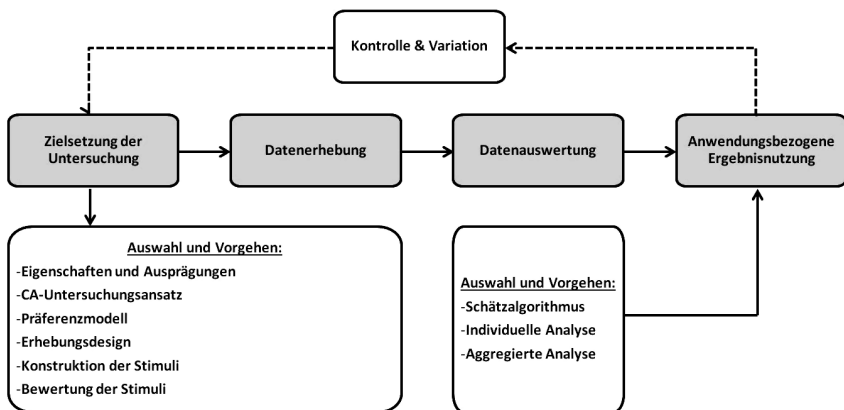 Kontrolle & Variation
Zielsetzung der
Untersuchung
Datenerhebung
Datenauswertung
Anwendungsbezogene
Ergebnisnutzung
Auswahl und Vorgehen:
-Eigenschaften und Ausprägungen
-CA-Untersuchungsansatz
-Präferenzmodell
-Erhebungsdesign
-Konstruktion der Stimuli
-Bewertung der Stimuli
Auswahl und Vorgehen:
-Schätzalgorithmus
-Individuelle Analyse
-Aggregierte Analyse